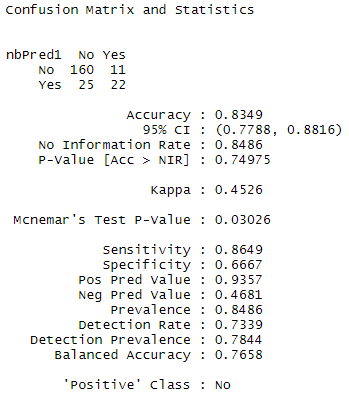 Confusion Matrix and Statistics
nbPred1 No Yes
No 160 11
Yes 25 22
Accuracy : 0.8349
95% CI : (0.7788, 0.8816)
No Information Rate : 0.8486
P-Value [Acc > NIR] : 0.74975
Kappa : 0.4526
Mcnemar's Test P-Value : 0.03026
Sensitivity : 0.8649
Specificity : 0.6667
Pos Pred Value : 0.9357
Neg Pred Value : 0.4681
Prevalence : 0.8486
Detection Rate : 0.7339
Detection Prevalence : 0.7844
Balanced Accuracy : 0.7658
'Positive' Class : No